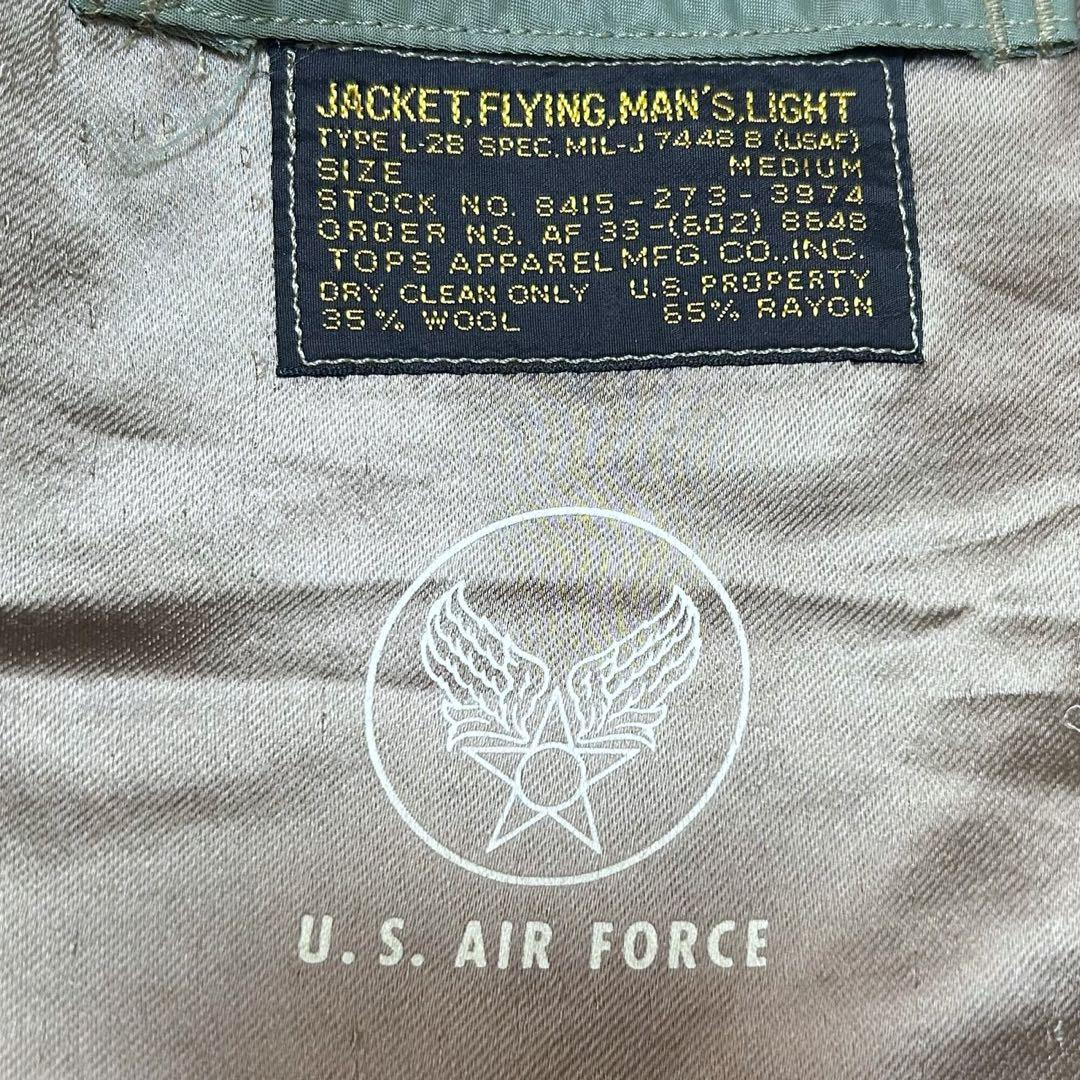 JACKET, FLYING, MAN'S, LIGHT
TYPE L-2B SPEC. MIL-J 7448 B (USAF)
SIZE MEDIUM
STOCK NO. 8415-273-3974
ORDER NO. AF 33-(602) 8648
TOPS APPAREL MFG. CO., INC.
DRY CLEAN ONLY U.S. PROPERTY
35% WOOL 65% RAYON
U.S. AIR FORCE